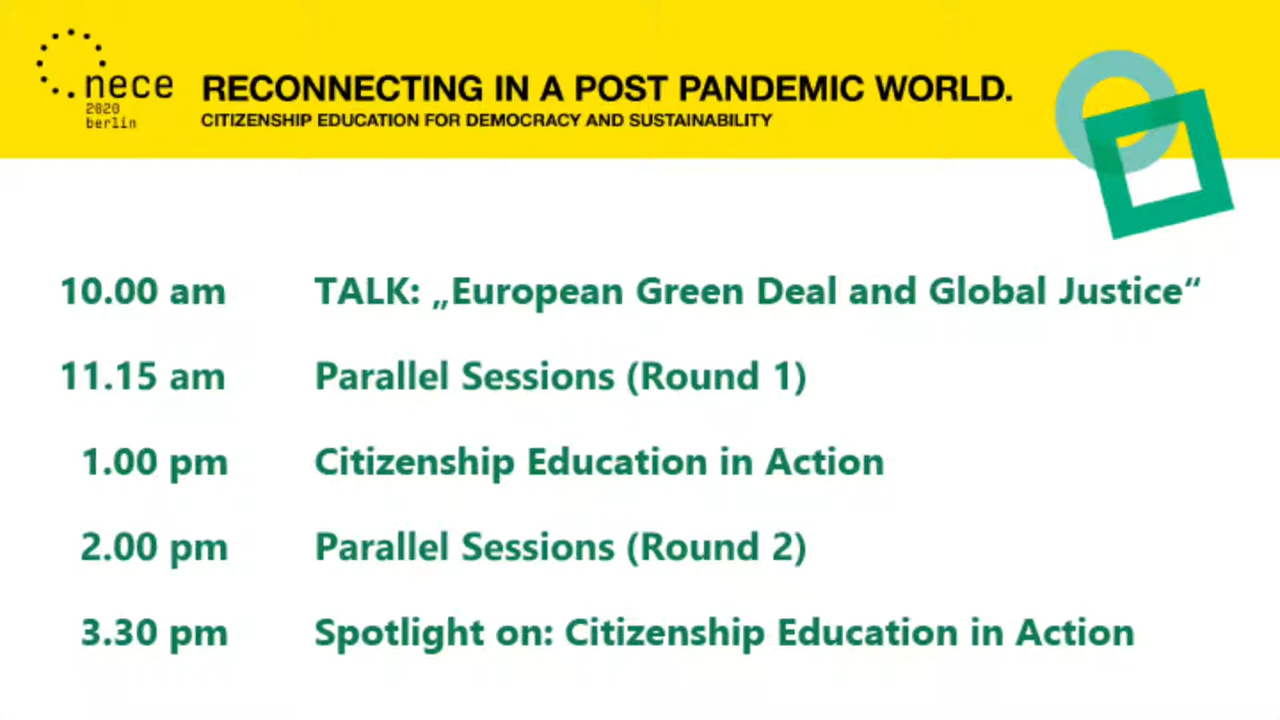 nece
2020
berlin
RECONNECTING IN A POST PANDEMIC WORLD.
CITIZENSHIP EDUCATION FOR DEMOCRACY AND SUSTAINABILITY
10.00 am TALK: „European Green Deal and Global Justice“
11.15 am Parallel Sessions (Round 1)
1.00 pm Citizenship Education in Action
2.00 pm Parallel Sessions (Round 2)
3.30 pm Spotlight on: Citizenship Education in Action